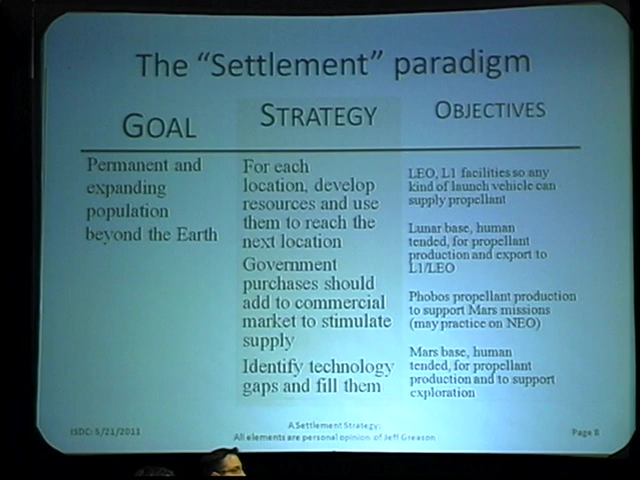 The “Settlement” paradigm
GOAL
STRATEGY
OBJECTIVES
Permanent and
expanding
population
beyond the Earth
For each
location, develop
resources and use
them to reach the
next location
Government
purchases should
add to commercial
market to stimulate
supply
Identify technology
gaps and fill them
LEO, L1 facilities so any
kind of launch vehicle can
supply propellant
Lunar base, human
tended, for propellant
production and export to
L1/LEO
Phobos propellant production
to support Mars missions
(may practice on NEO)
Mars base, human
tended, for propellant
production and to support
exploration
ISDC: 5/21/2011
A Settlement Strategy:
All elements are personal opinion of Jeff Greason
Page 8